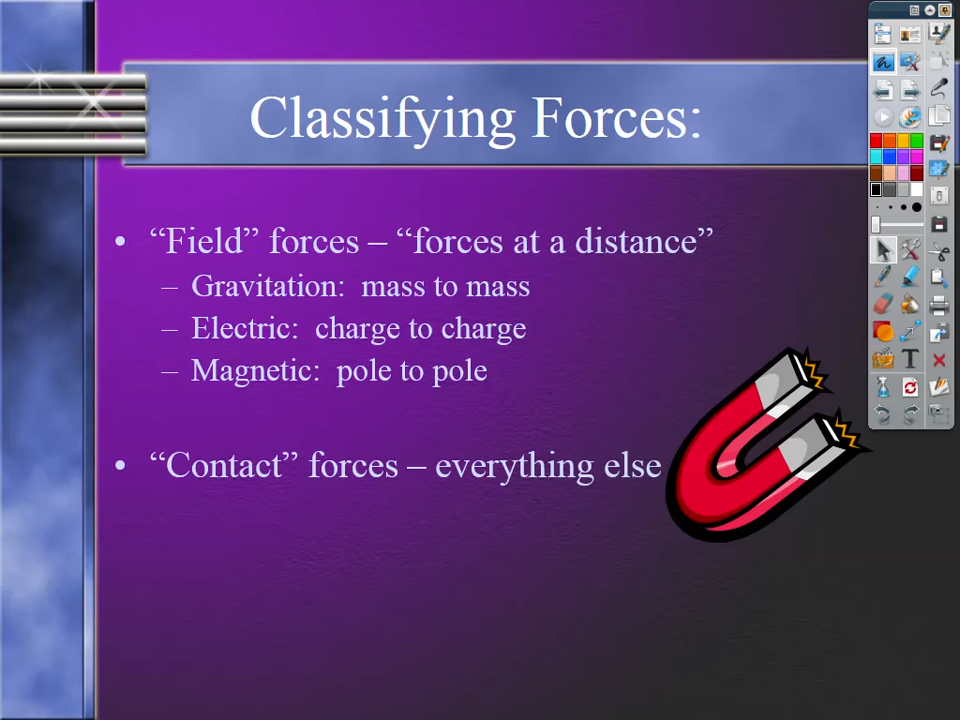 Classifying Forces:
• “Field” forces – “forces at a distance”
– Gravitation:  mass to mass
– Electric:  charge to charge
– Magnetic:  pole to pole
• “Contact” forces – everything else